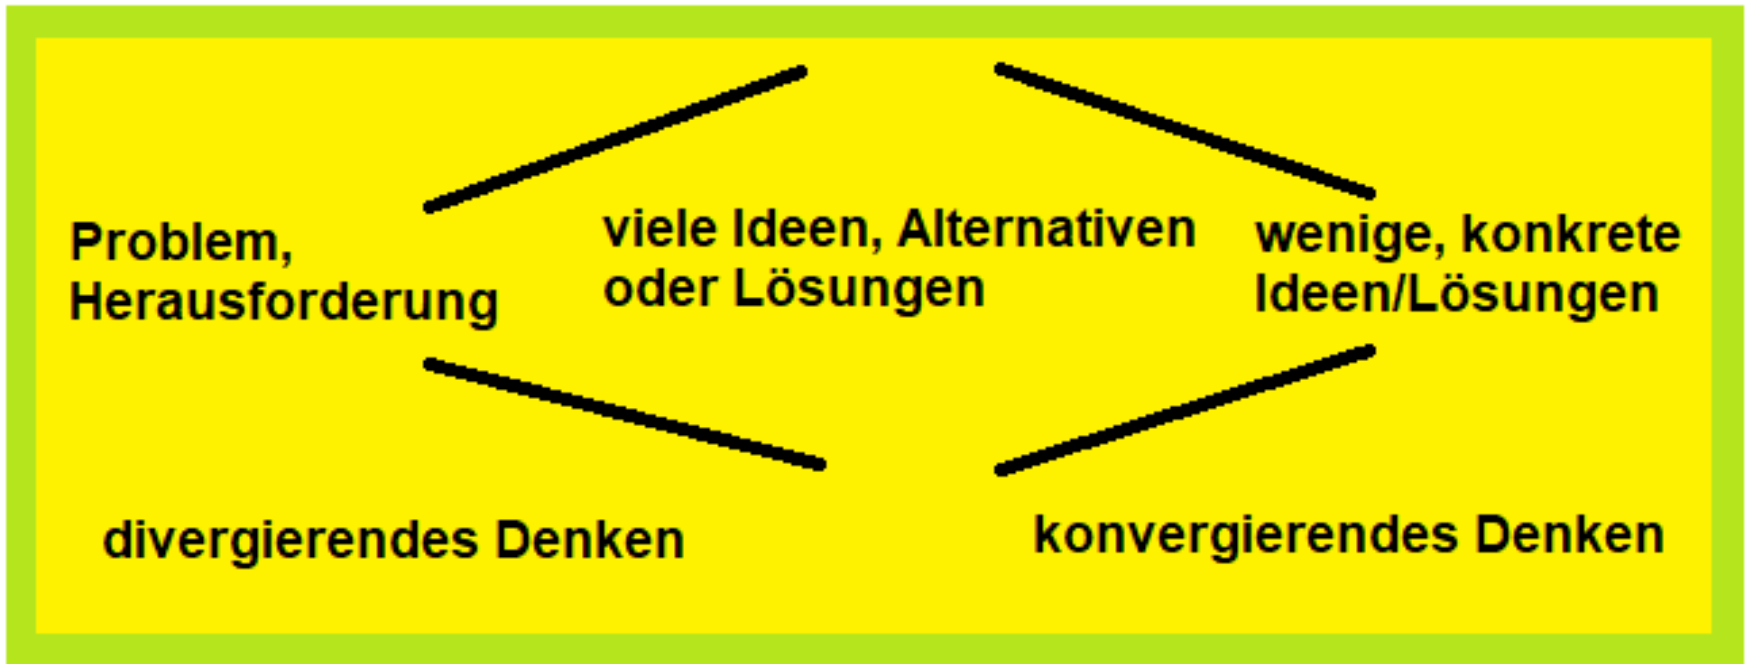 Problem,
Herausforderung
viele Ideen, Alternativen
oder Lösungen
wenige, konkrete
Ideen/Lösungen
divergierendes Denken
konvergierendes Denken